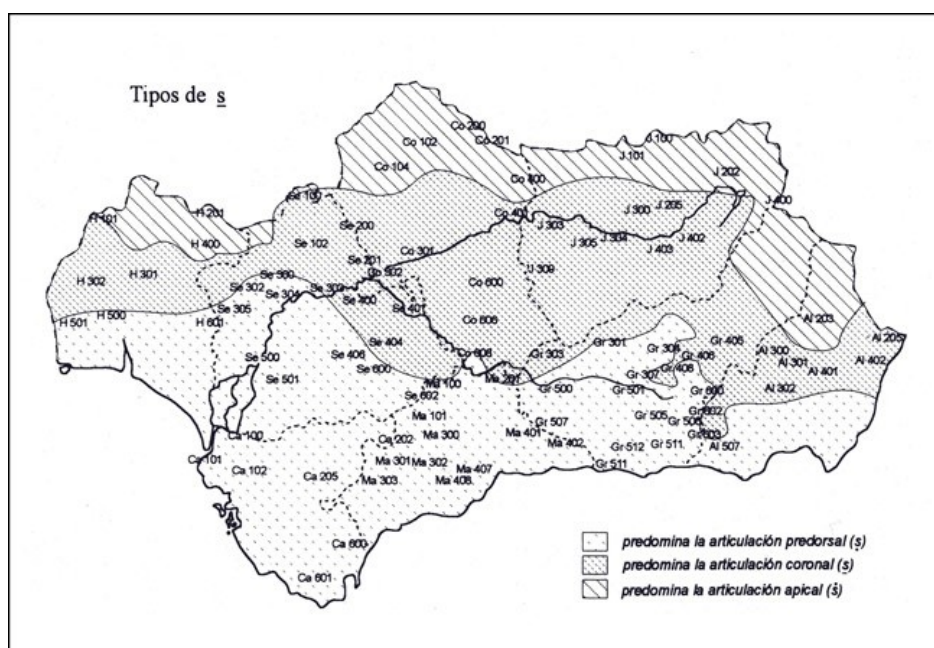 Tipos de s
Co 200
Co 102
Co 201
J 100
J 101
Co 104
Co 400
J 202
H 201
J 400
H 101
Se 100
J 205
J 300
Co 401
Se 200
J 303
J 304
J 402
H 400
Se 102
J 305
J 403
Co 301
Se 201
H 301
J 309
H 302
Se 300
Co 302
Co 600
Se 302
Se 303
Se 304
Se 400
Se 305
Se 401
H 500
H 501
H 601
Co 608
Al 203
Al 205
Se 404
Gr 301
Gr 405
Gr 304
Se 406
Co 606
Gr 303
Gr 406
Al 300
Se 500
Al 301
Al 402
Se 600
Gr 307
Gr 408
Al 401
Se 501
Ma 100
Ma 201
Gr 500
Gr 501
Gr 600
Al 302
Se 602
Ma 101
Gr 505
Gr 602
Gr 507
Gr 506
Ca 100
Ca 202
Ma 300
Ma 401
Ma 402
Gr 512
Gr 511
Gr 603
Al 507
Ca 101
Ca 102
Ma 301
Ma 302
Ma 407
Gr 511
Ca 205
Ma 303
Ma 408
Ca 600
Ca 601
predomina la articulación predorsal (ṣ)
predomina la articulación coronal (s)
predomina la articulación apical (ṡ)